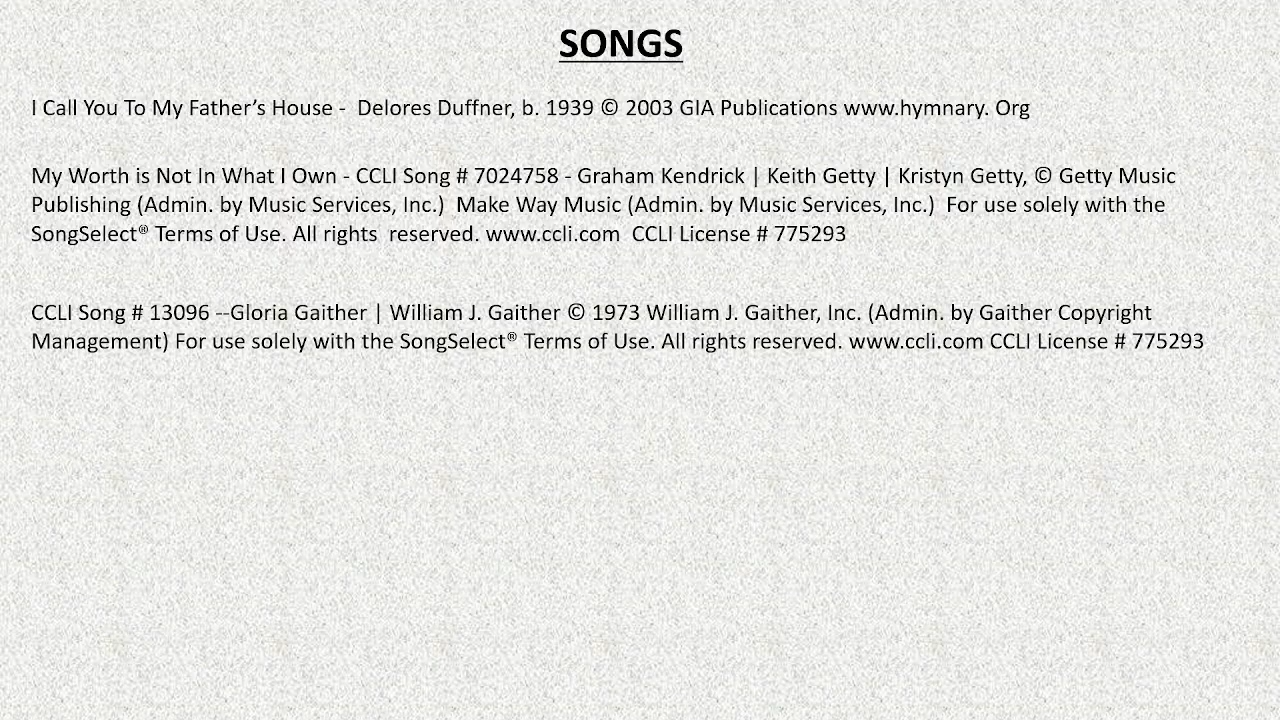 SONGS
I Call You To My Father’s House -  Delores Duffner, b. 1939 © 2003 GIA Publications www.hymnary. Org
My Worth is Not In What I Own - CCLI Song # 7024758 - Graham Kendrick | Keith Getty | Kristyn Getty, © Getty Music
Publishing (Admin. by Music Services, Inc.)  Make Way Music (Admin. by Music Services, Inc.)  For use solely with the
SongSelect® Terms of Use. All rights  reserved. www.ccli.com  CCLI License # 775293
CCLI Song # 13096 --Gloria Gaither | William J. Gaither © 1973 William J. Gaither, Inc. (Admin. by Gaither Copyright
Management) For use solely with the SongSelect® Terms of Use. All rights reserved. www.ccli.com CCLI License # 775293